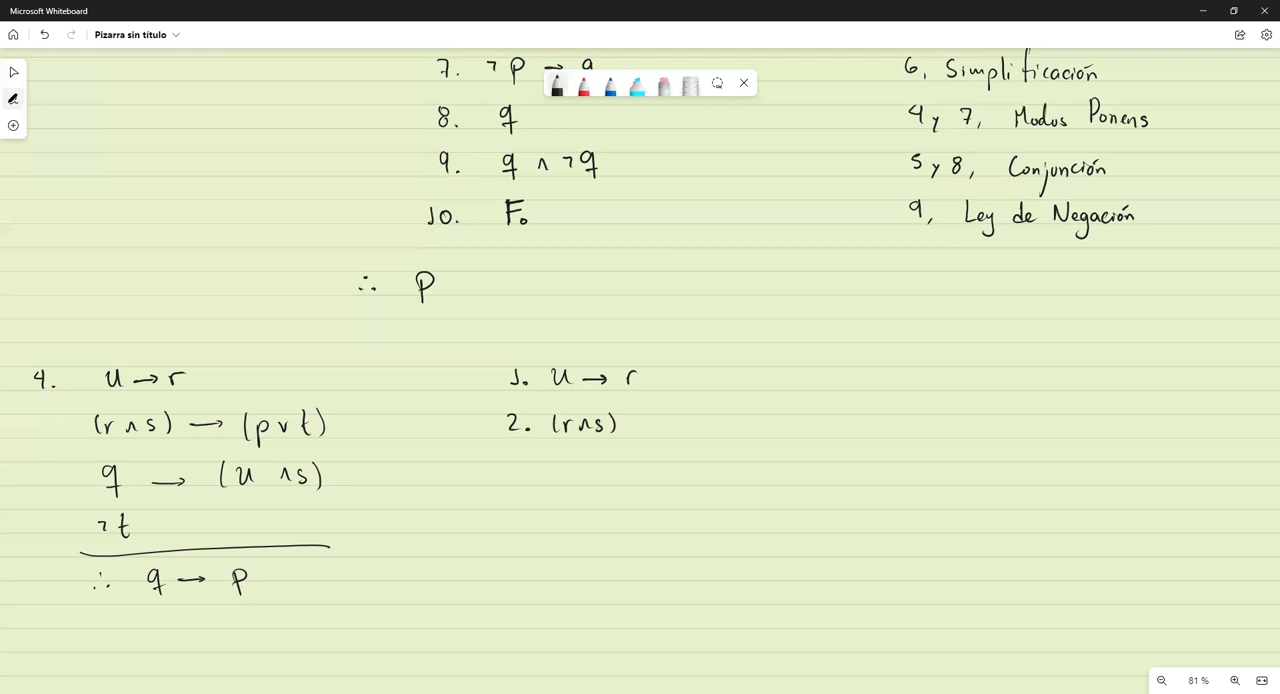 Microsoft Whiteboard
Pizarra sin título
7. ¬p → q 6, Simplificación
8. q 4 y 7, Modus Ponens
9. q ∧ ¬q 5 y 8, Conjunción
10. F₀ 9, Ley de Negación
∴ p
4. u → r 1. u → r
(r ∧ s) → (p ∨ t) 2. (r ∧ s)
q → (u ∧ s)
¬t
∴ q → p
81 %